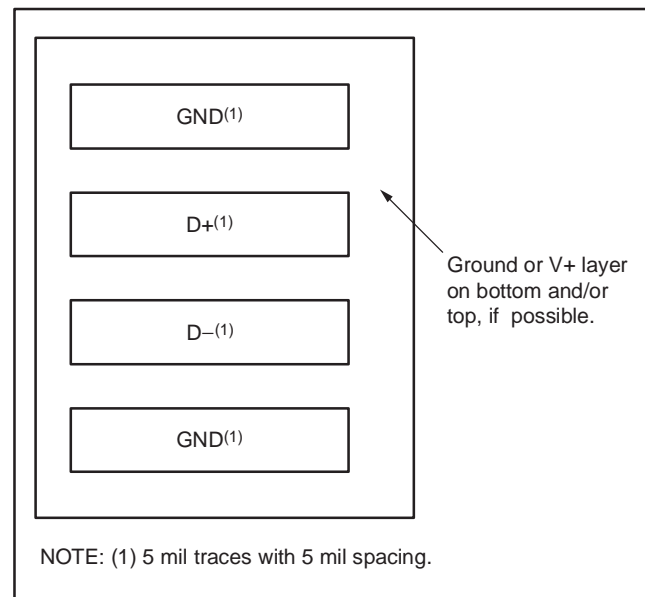 GND(1)
D+(1)
D−(1)
GND(1)
Ground or V+ layer
on bottom and/or
top, if possible.
NOTE: (1) 5 mil traces with 5 mil spacing.